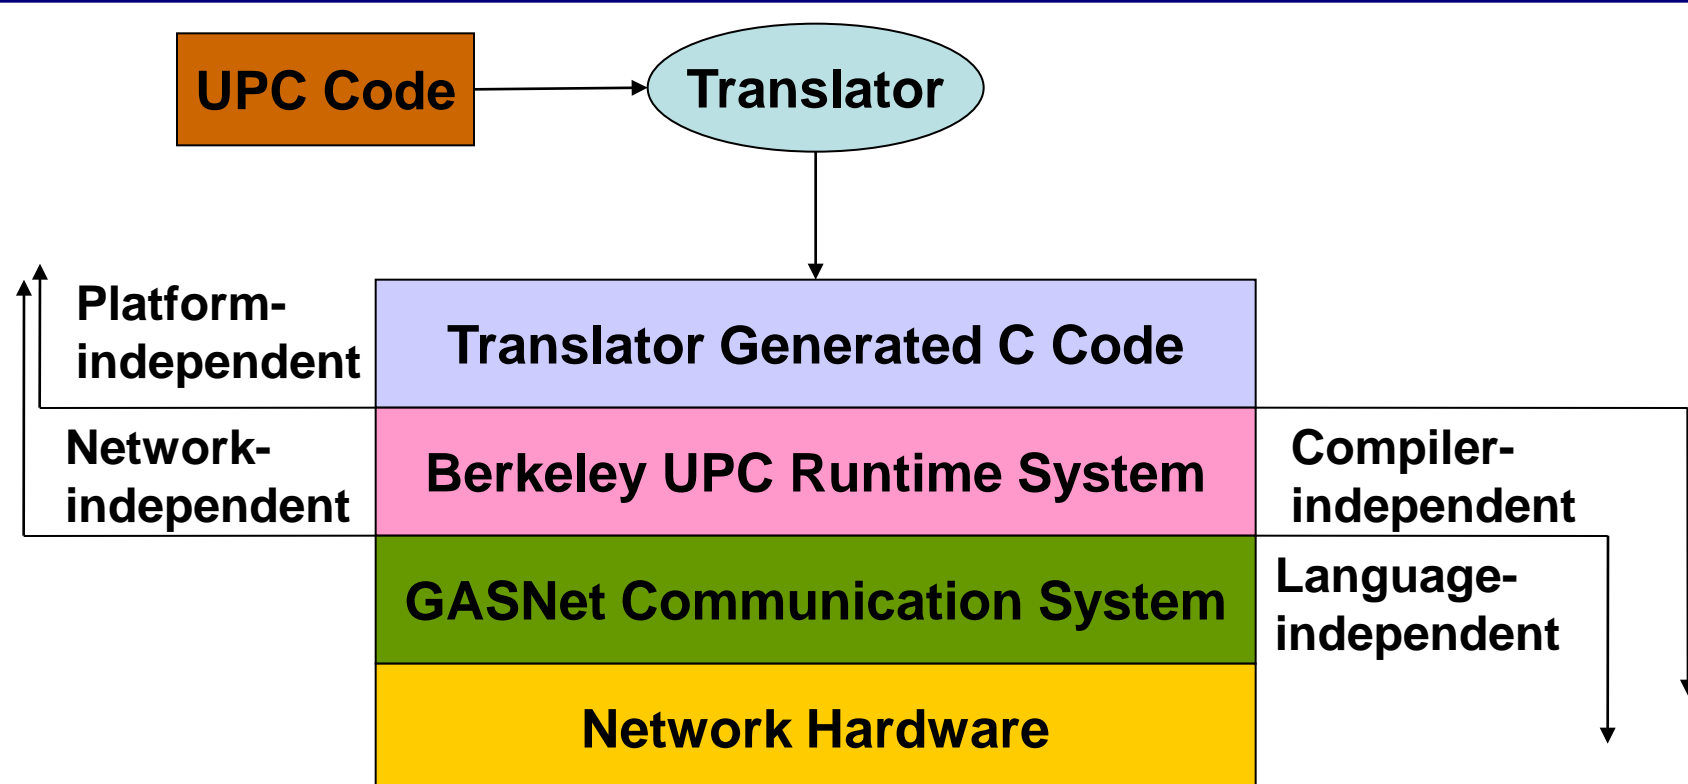 UPC Code
Translator
Platform-
independent
Translator Generated C Code
Network-
independent
Berkeley UPC Runtime System
Compiler-
independent
GASNet Communication System
Language-
independent
Network Hardware